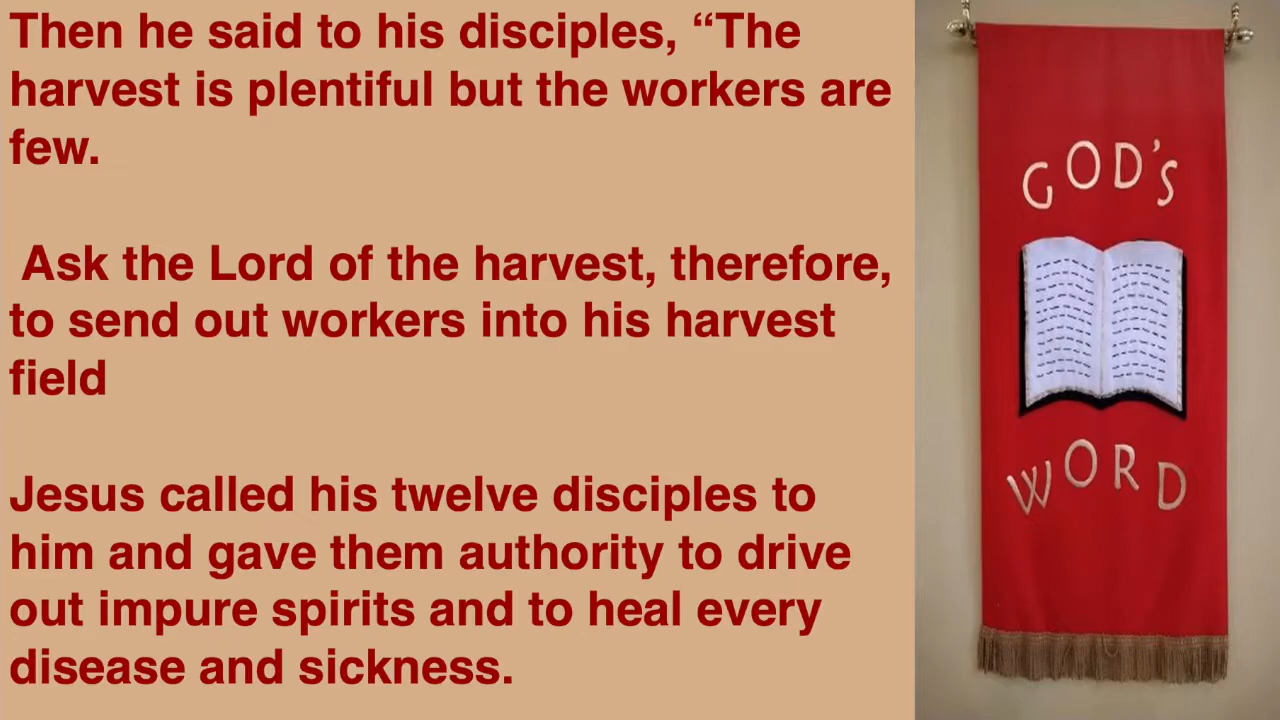 Then he said to his disciples, “The
harvest is plentiful but the workers are
few.
Ask the Lord of the harvest, therefore,
to send out workers into his harvest
field
Jesus called his twelve disciples to
him and gave them authority to drive
out impure spirits and to heal every
disease and sickness.
GOD’S
WORD